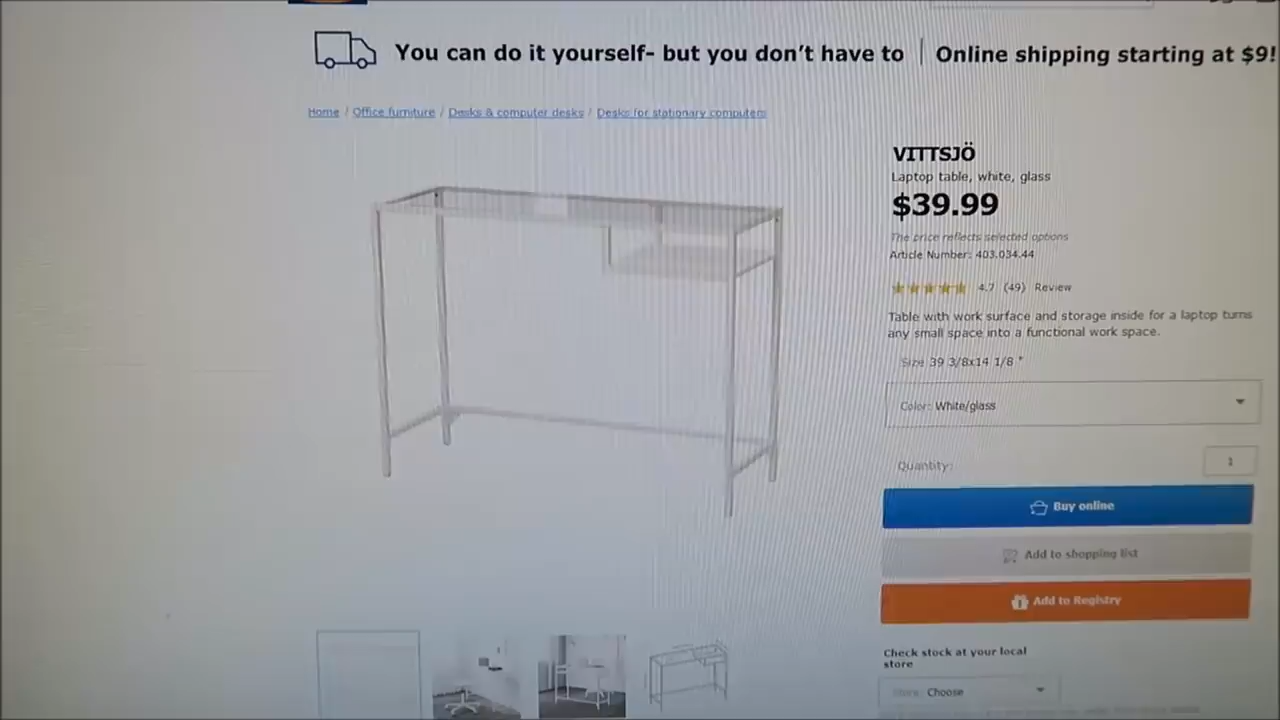 You can do it yourself- but you don't have to | Online shipping starting at $9!
Home / Office furniture / Desks & computer desks / Desks for stationary computers
VITTSJÖ
Laptop table, white, glass
$39.99
The price reflects selected options
Article Number: 403.034.44
4.7 (49) Review
Table with work surface and storage inside for a laptop turns
any small space into a functional work space.
Size 39 3/8x14 1/8 "
Color: White/glass
Quantity: 1
Buy online
Add to shopping list
Add to Registry
Check stock at your local
store
Store: Choose